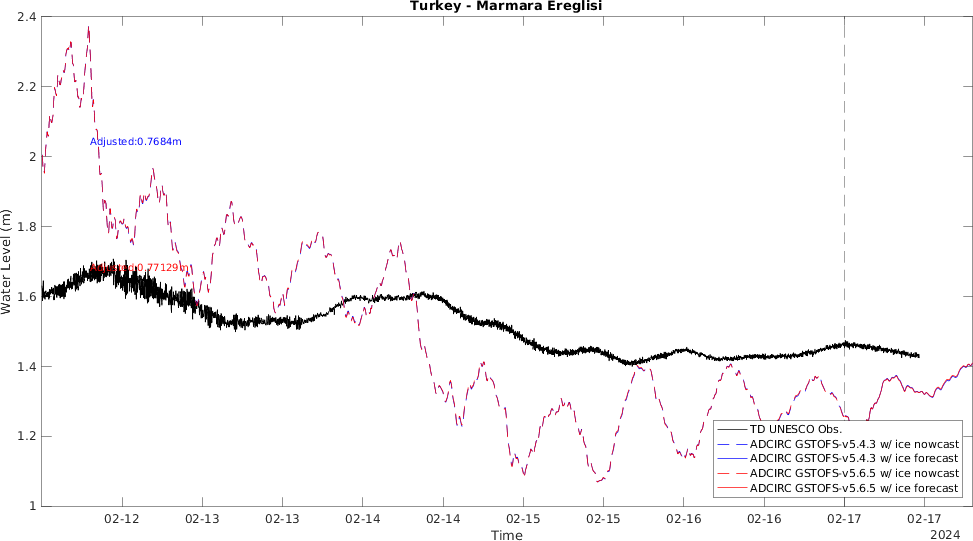 Turkey - Marmara Ereglisi
2.4
2.2
2
1.8
1.6
1.4
1.2
1
Water Level (m)
Adjusted:0.7684m
Adjusted:0.77129m
TD UNESCO Obs.
ADCIRC GSTOFS-v5.4.3 w/ ice nowcast
ADCIRC GSTOFS-v5.4.3 w/ ice forecast
ADCIRC GSTOFS-v5.6.5 w/ ice nowcast
ADCIRC GSTOFS-v5.6.5 w/ ice forecast
02-12 02-13 02-13 02-14 02-14 02-15 02-15 02-16 02-16 02-17 02-17
Time
2024